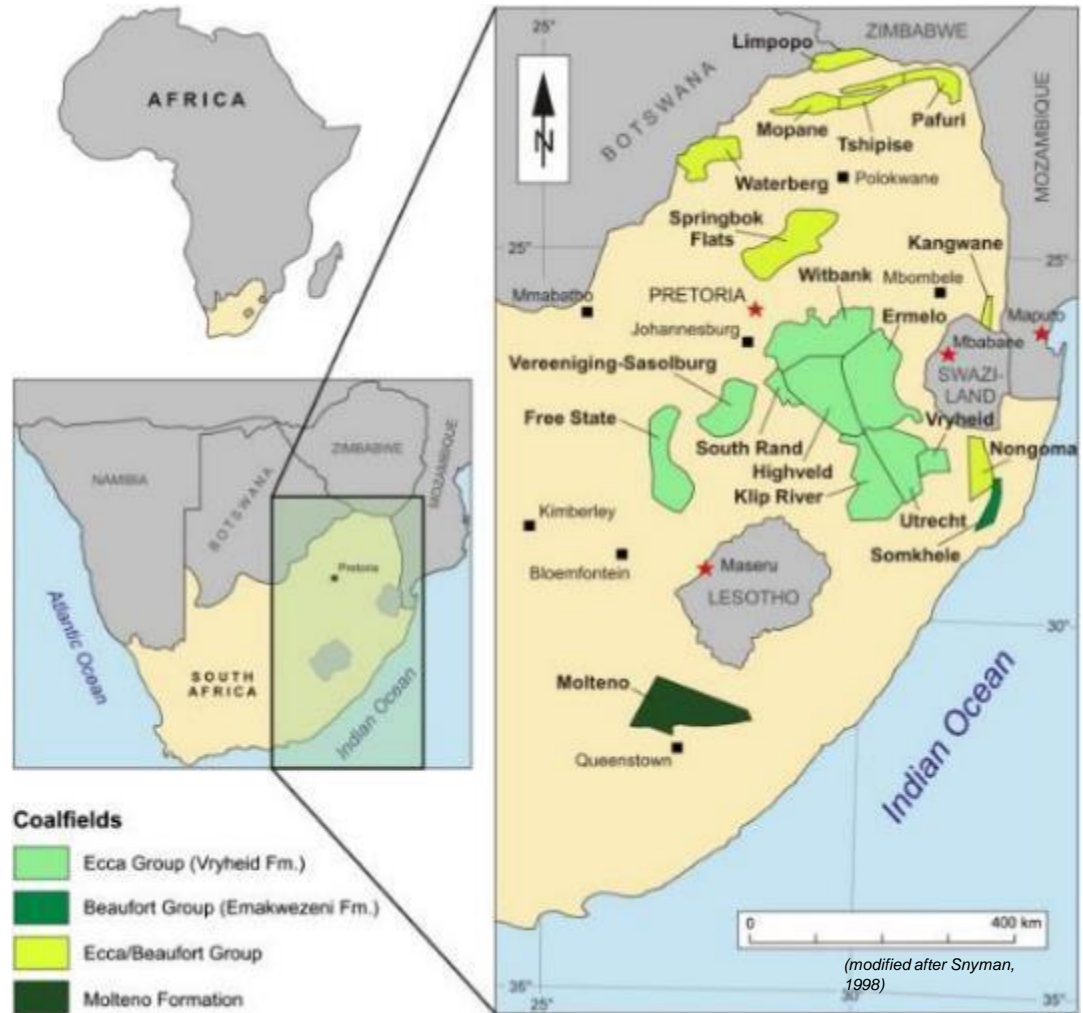 AFRICA
NAMIBIA
BOTSWANA
ZIMBABWE
MOZAMBIQUE
Pretoria
SOUTH
AFRICA
Atlantic Ocean
Indian Ocean
Coalfields
Ecca Group (Vryheid Fm.)
Beaufort Group (Emakwezeni Fm.)
Ecca/Beaufort Group
Molteno Formation
25°
ZIMBABWE
Limpopo
BOTSWANA
N
MOZAMBIQUE
Pafuri
Mopane
Tshipise
Waterberg
Polokwane
Springbok
Flats
25°
Kangwane
25°
Witbank
Mbombele
PRETORIA
Mmabatho
Ermelo
Maputo
Johannesburg
Mbabane
Vereeniging-Sasolburg
SWAZI-
LAND
Free State
Vryheid
South Rand
Nongoma
Highveld
Klip River
Kimberley
Utrecht
Somkhele
Bloemfontein
Maseru
LESOTHO
30°
Molteno
Queenstown
Indian Ocean
0
400 km
(modified after Snyman,
1998)
35°
25°
30°
35°